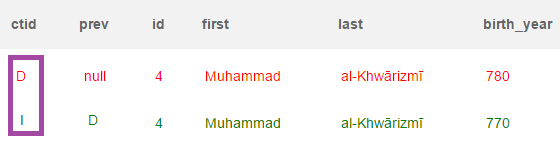 ctid prev id first last birth_year
D null 4 Muhammad al-Khwārizmī 780
I D 4 Muhammad al-Khwārizmī 770